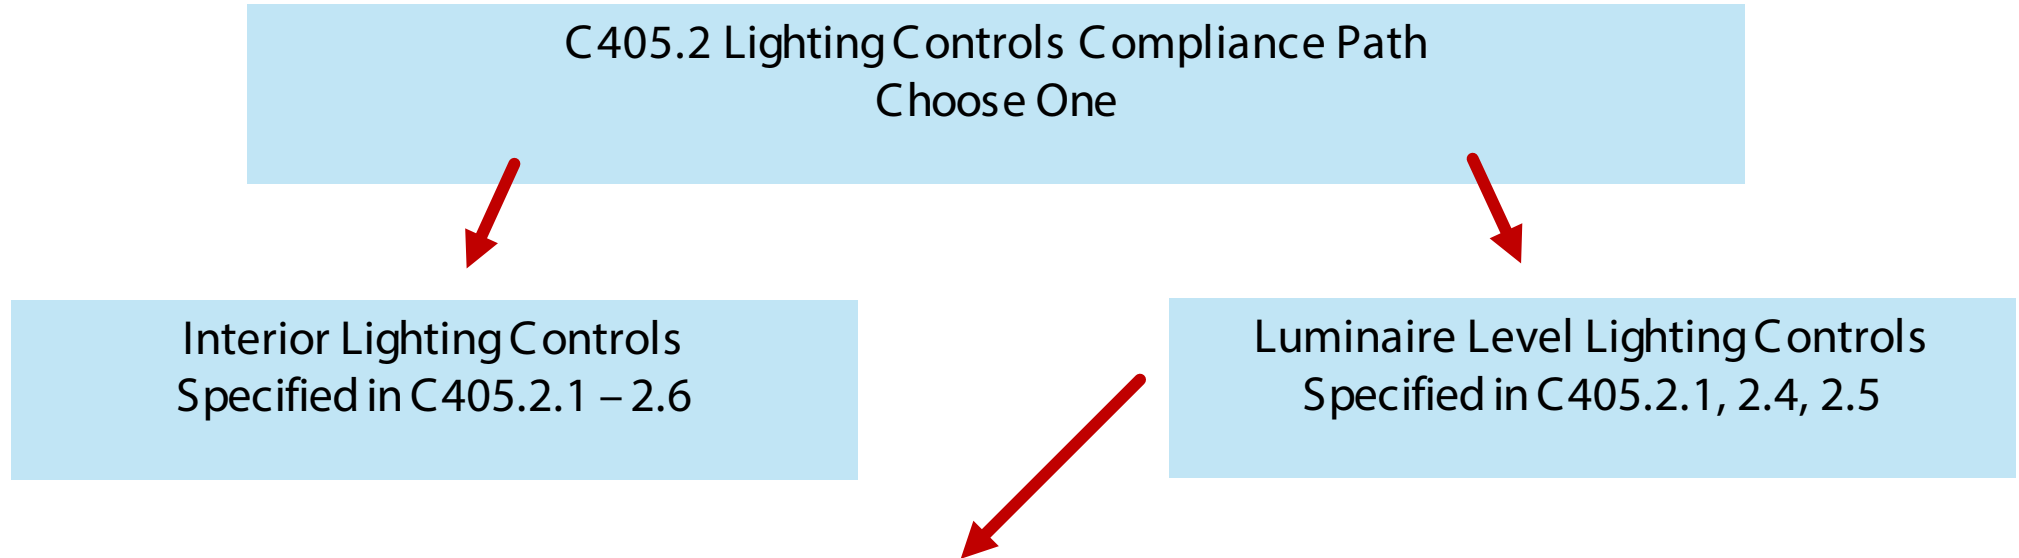 C405.2 Lighting Controls Compliance Path
Choose One
Interior Lighting Controls
Specified in C405.2.1 – 2.6
Luminaire Level Lighting Controls
Specified in C405.2.1, 2.4, 2.5